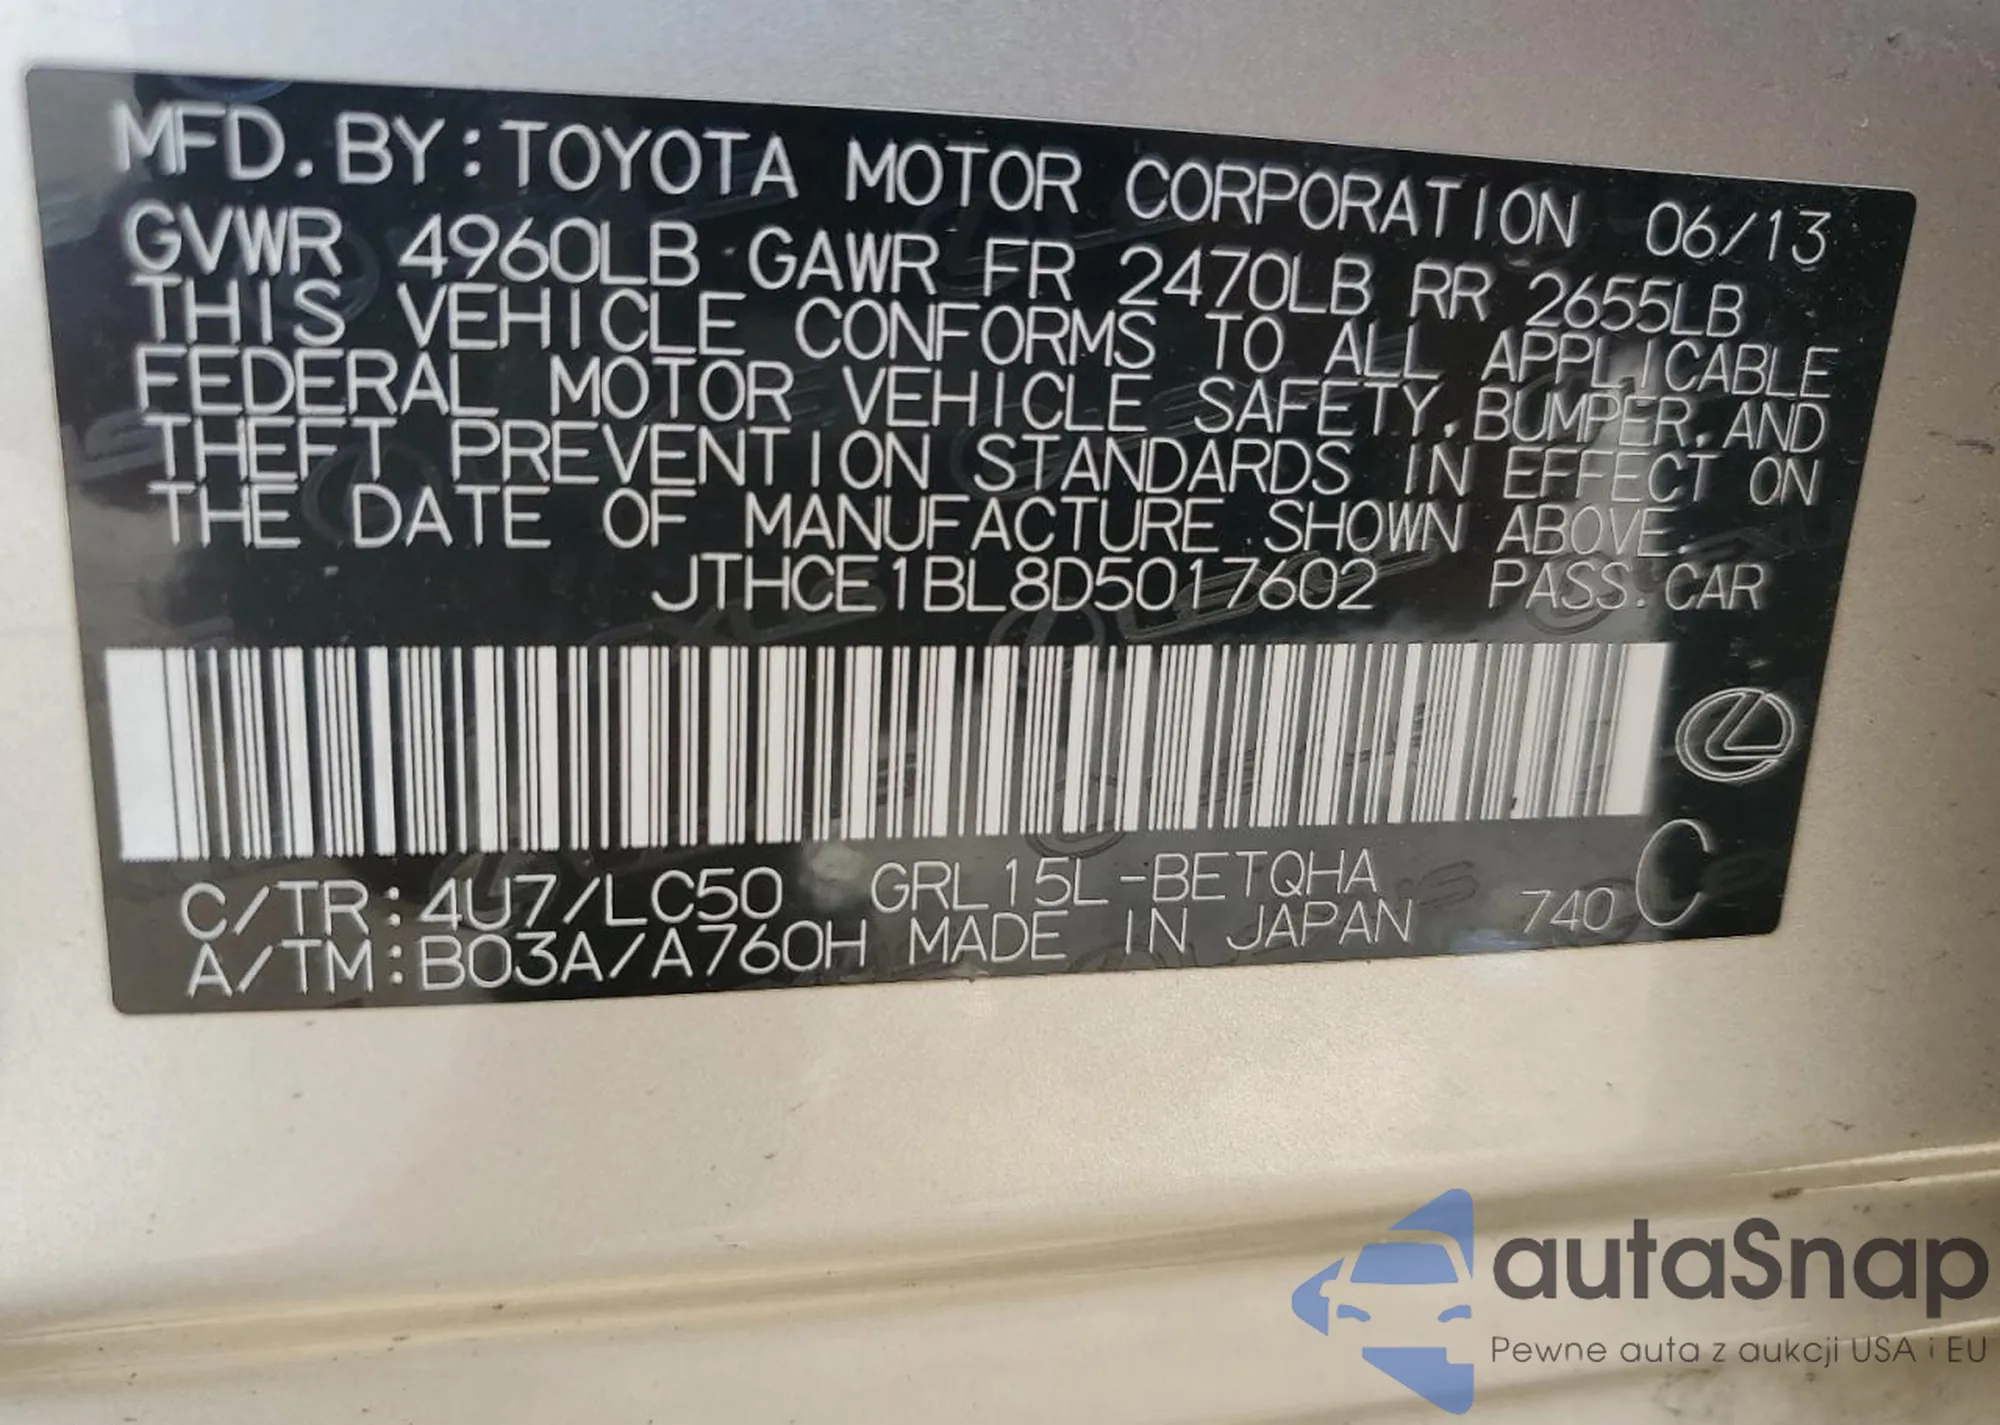 MFD. BY: TOYOTA MOTOR CORPORATION 06/13
GVWR 4960LB GAWR FR 2470LB RR 2655LB
THIS VEHICLE CONFORMS TO ALL APPLICABLE
FEDERAL MOTOR VEHICLE SAFETY, BUMPER, AND
THEFT PREVENTION STANDARDS IN EFFECT ON
THE DATE OF MANUFACTURE SHOWN ABOVE.
JTHCE1BL8D5017602 PASS. CAR
C/TR: 4U7/LC50 GRL15L-BETQHA
A/TM: B03A/A760H MADE IN JAPAN 740 C
autaSnap
Pewne auta z aukcji USA i EU